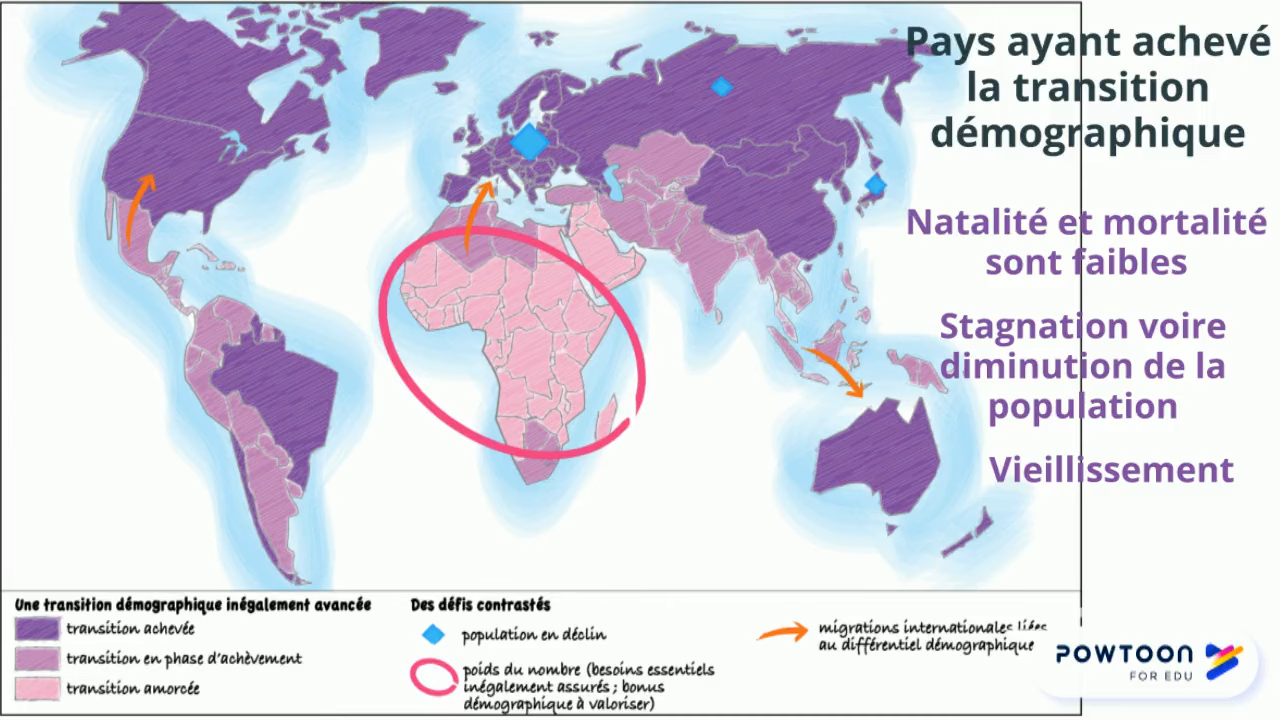 Pays ayant achevé
la transition
démographique
Natalité et mortalité
sont faibles
Stagnation voire
diminution de la
population
Vieillissement
Une transition démographique inégalement avancée
transition achevée
transition en phase d'achèvement
transition amorcée
Des défis contrastés
population en déclin
poids du nombre (besoins essentiels
inégalement assurés ; bonus
démographique à valoriser)
migrations internationales liées
au différentiel démographique
POWTOON
FOR EDU